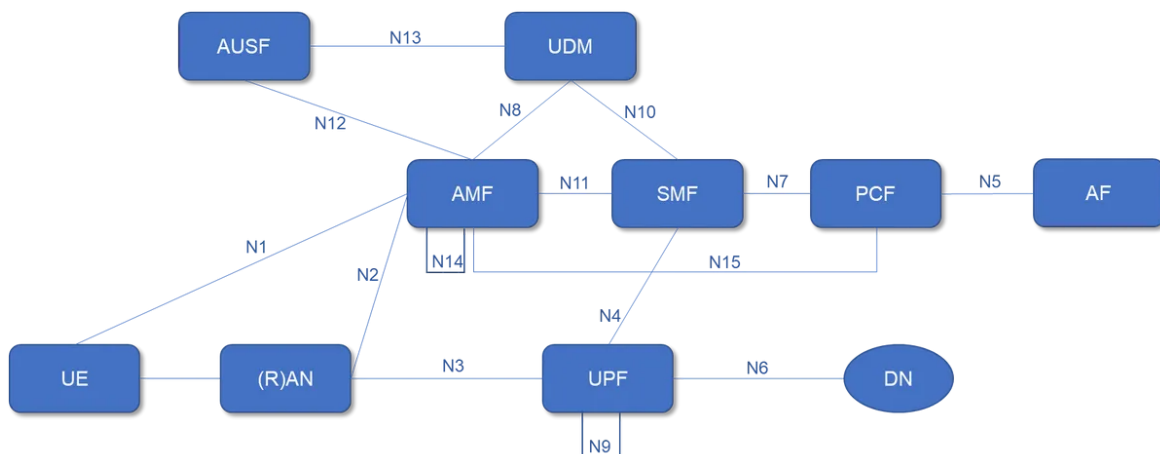 AUSF
N13
UDM
N12
N8
N10
AMF
N11
SMF
N7
PCF
N5
AF
N1
N2
N14
N15
N4
UE
(R)AN
N3
UPF
N6
DN
N9